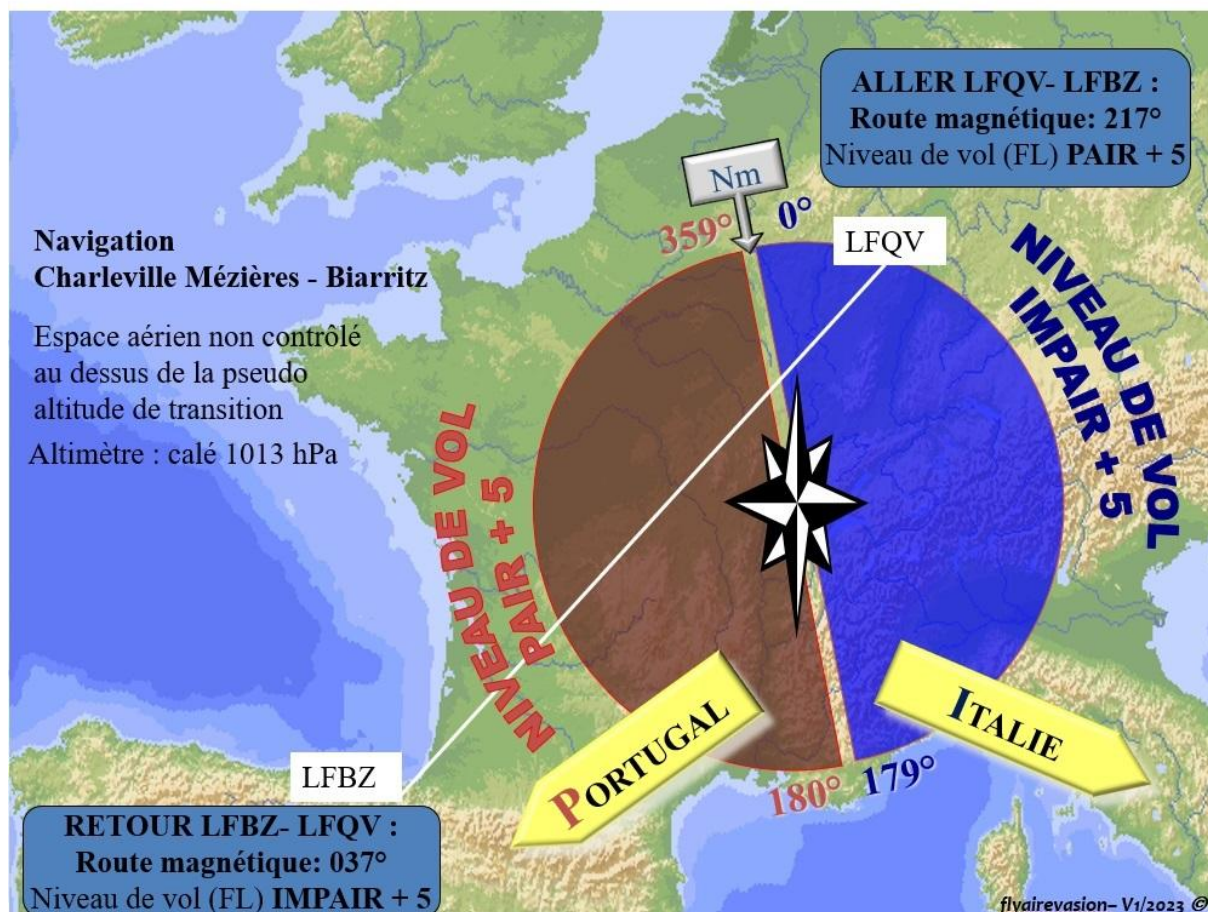 ALLER LFQV- LFBZ :
Route magnétique: 217°
Niveau de vol (FL) PAIR + 5
Nm
359°
0°
LFQV
Navigation
Charleville Mézières - Biarritz
Espace aérien non contrôlé
au dessus de la pseudo
altitude de transition
Altimètre : calé 1013 hPa
NIVEAU DE VOL
IMPAIR + 5
NIVEAU DE VOL
PAIR + 5
PORTUGAL
ITALIE
180°
179°
LFBZ
RETOUR LFBZ- LFQV :
Route magnétique: 037°
Niveau de vol (FL) IMPAIR + 5
flyairevasion– V1/2023 ©